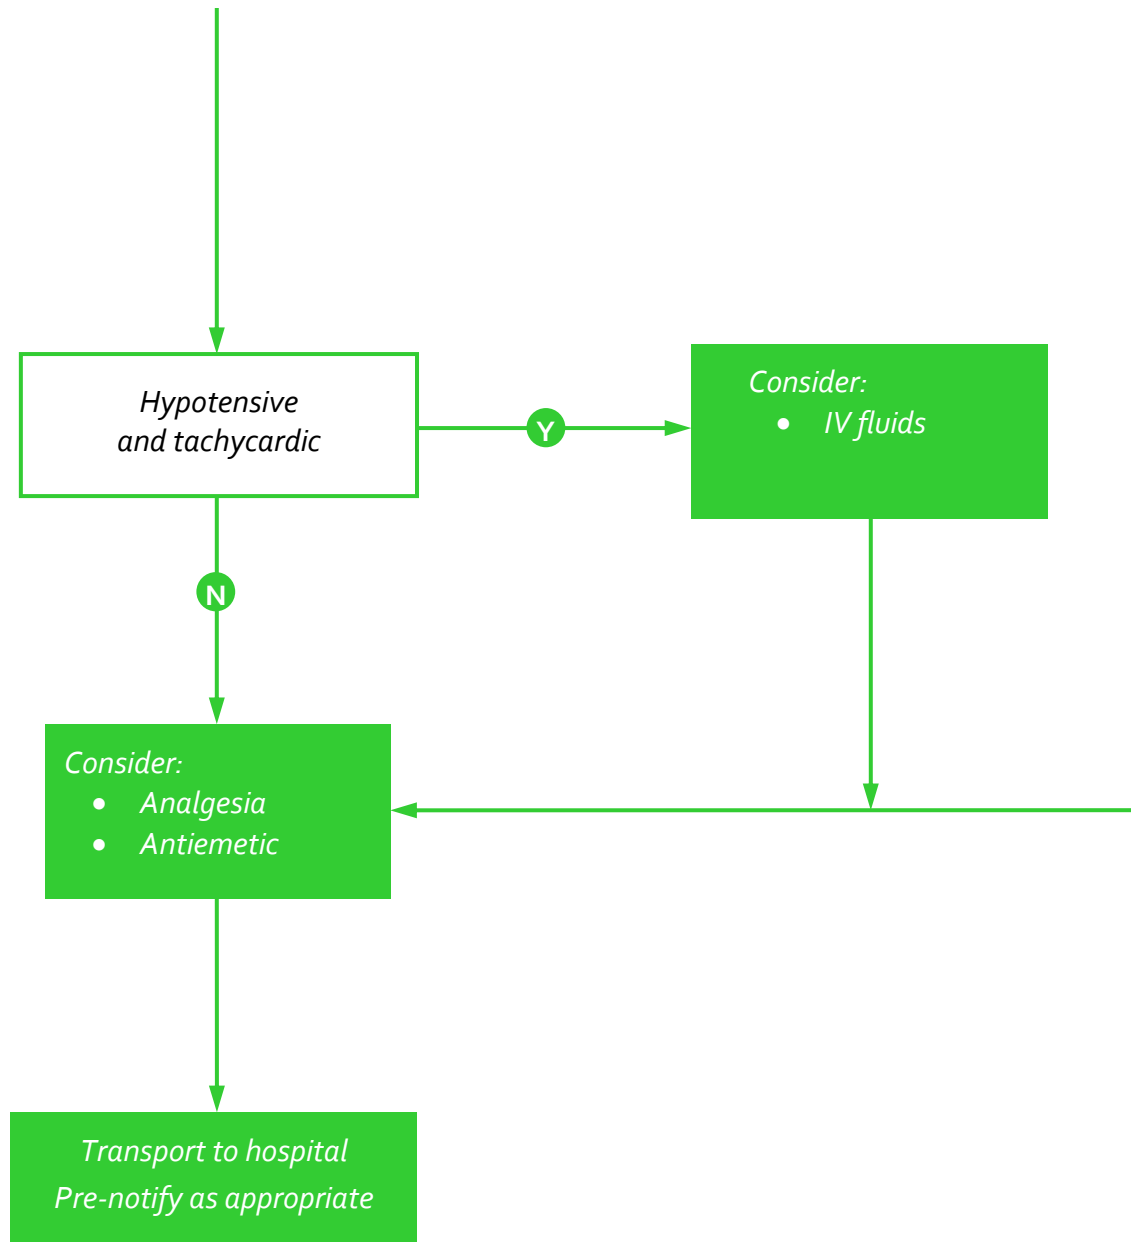 Hypotensive
and tachycardic
Y
Consider:
• IV fluids
N
Consider:
• Analgesia
• Antiemetic
Transport to hospital
Pre-notify as appropriate